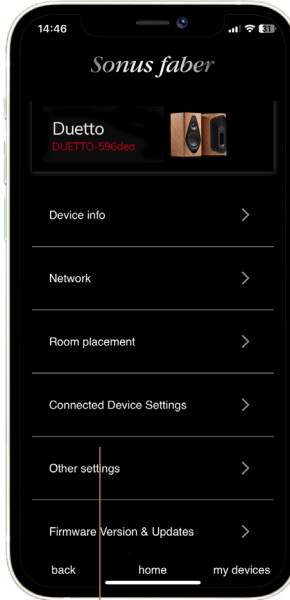 14:46
31
Sonus faber
Duetto
DUETTO-596dea
Device info
Network
Room placement
Connected Device Settings
Other settings
Firmware Version & Updates
back home my devices